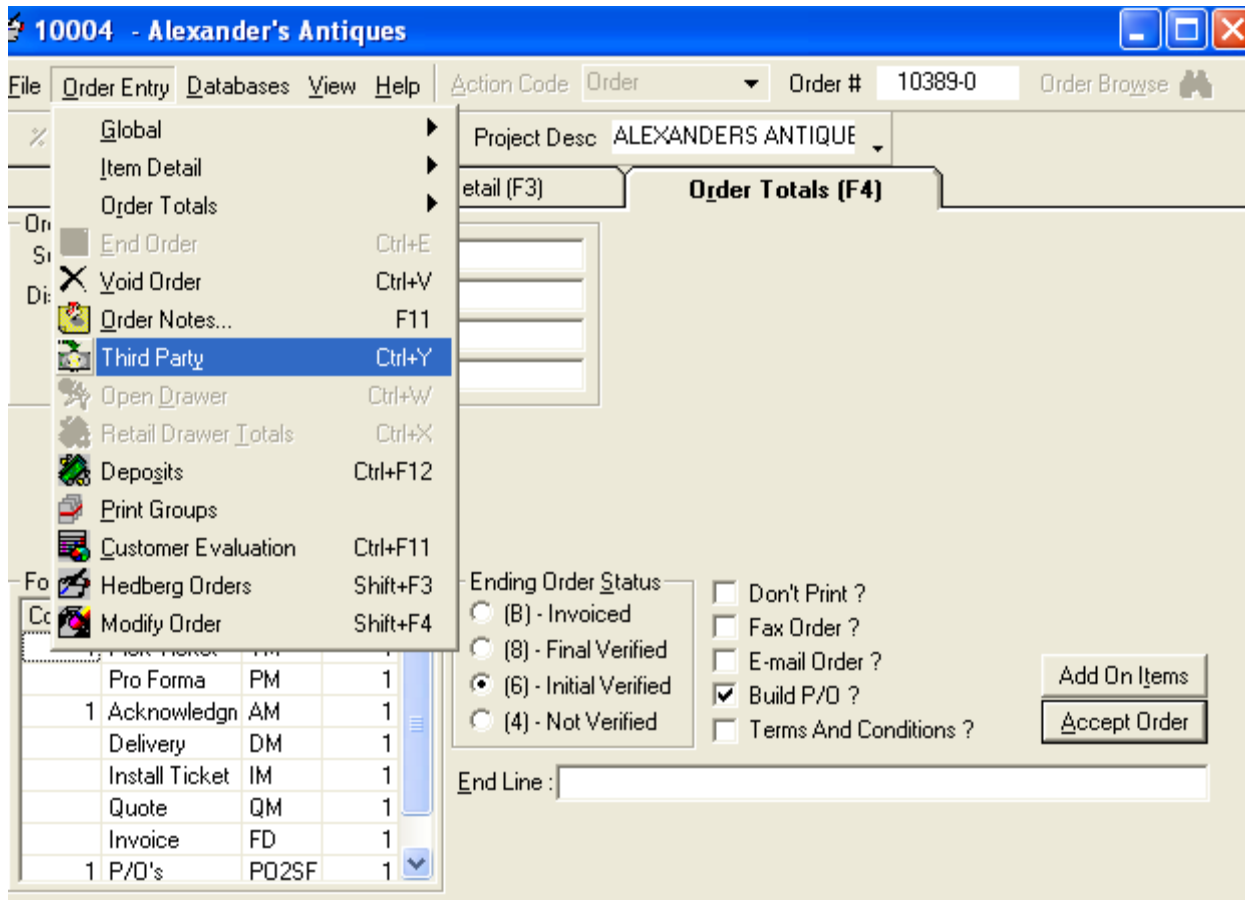 10004 - Alexander's Antiques
File Order Entry Databases View Help Action Code Order Order # 10389-0 Order Browse
% Project Desc ALEXANDERS ANTIQUE
etail (F3) Order Totals (F4)
Global
Item Detail
Order Totals
End Order Ctrl+E
Void Order Ctrl+V
Order Notes... F11
Third Party Ctrl+Y
Open Drawer Ctrl+W
Retail Drawer Totals Ctrl+X
Deposits Ctrl+F12
Print Groups
Customer Evaluation Ctrl+F11
Hedberg Orders Shift+F3
Modify Order Shift+F4
Pro Forma PM 1
1 Acknowledgn AM 1
Delivery DM 1
Install Ticket IM 1
Quote QM 1
Invoice FD 1
1 P/O's PO2SF 1
Ending Order Status
(B) - Invoiced
(8) - Final Verified
(6) - Initial Verified
(4) - Not Verified
Don't Print ?
Fax Order ?
E-mail Order ?
Build P/O ?
Terms And Conditions ?
Add On Items
Accept Order
End Line :